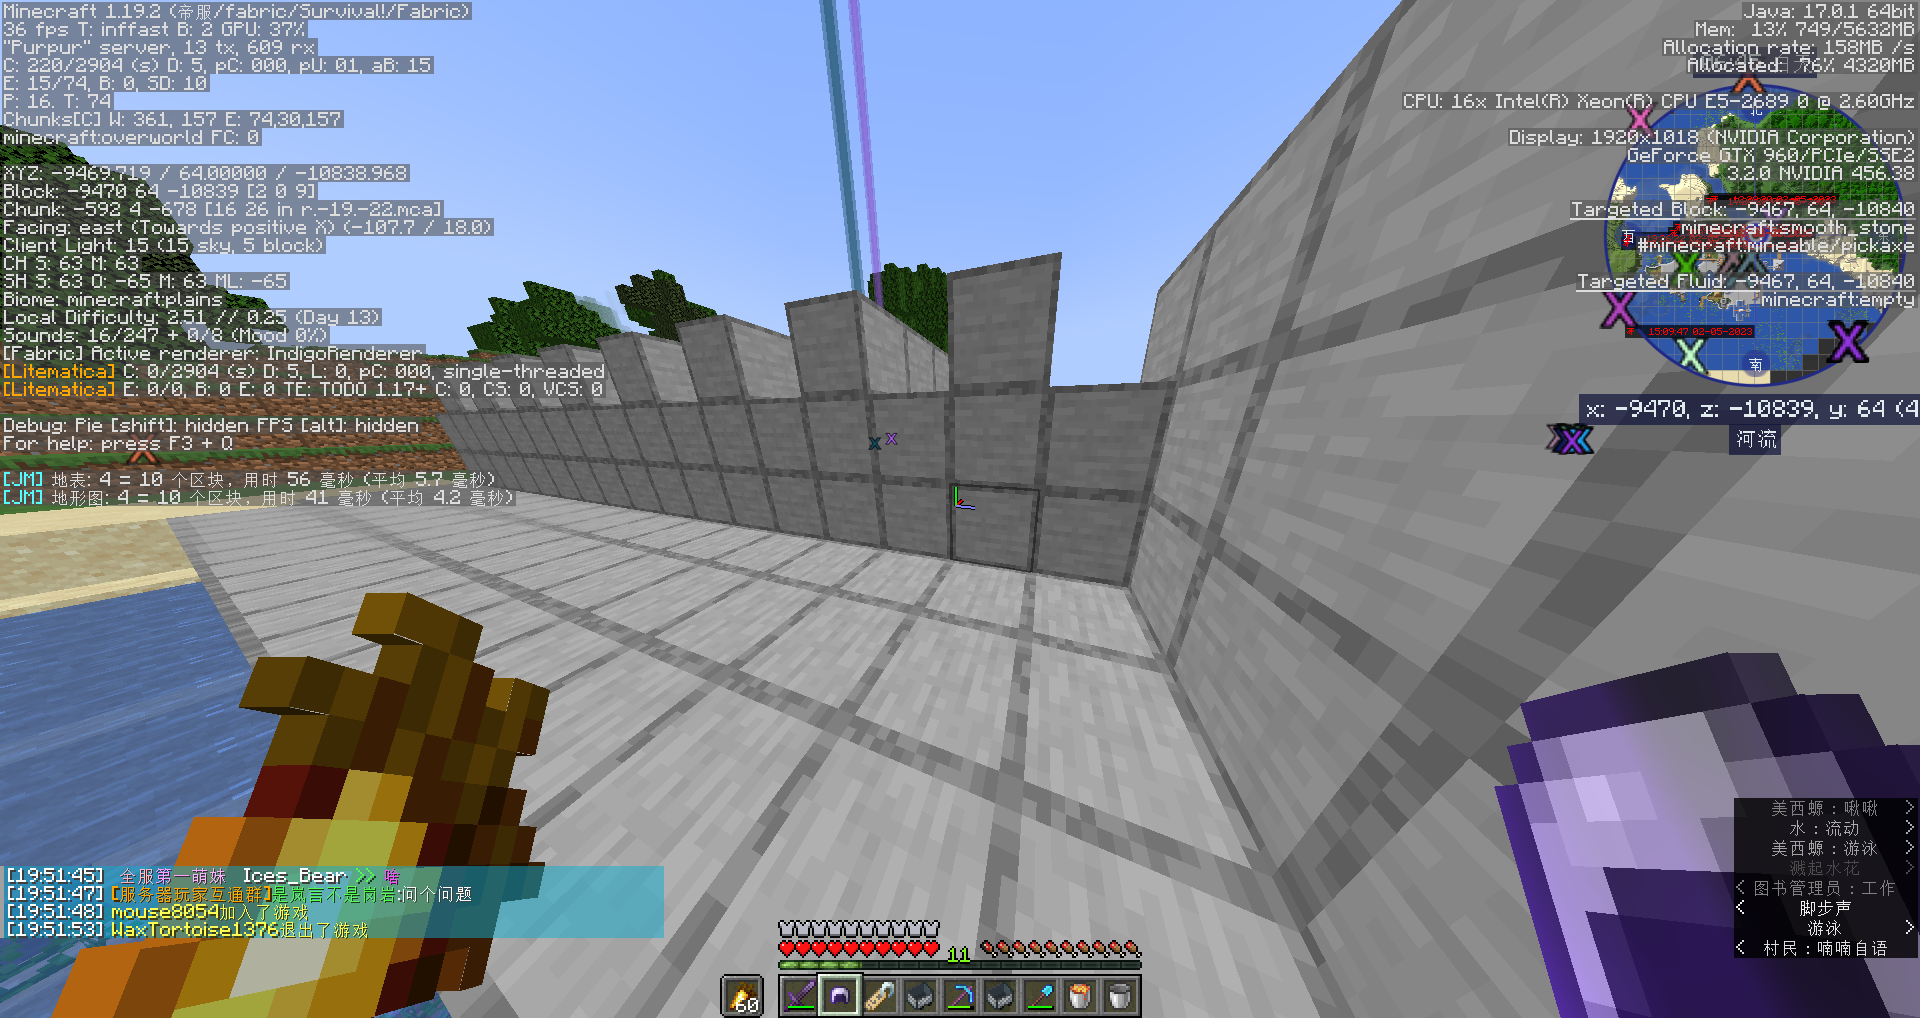 Minecraft 1.19.2 (帝服/fabric/Survival!/Fabric)
36 fps T: inffast B: 2 GPU: 37%
"Purpur" server, 13 tx, 609 rx
C: 220/2904 (s) D: 5, pC: 000, pU: 01, aB: 15
E: 15/74, B: 0, SD: 10
P: 16. T: 74
Chunks[C] W: 361, 157 E: 74,30,157
minecraft:overworld FC: 0
XYZ: -9469.719 / 64.00000 / -10838.968
Block: -9470 64 -10839 [2 0 9]
Chunk: -592 4 -678 [16 26 in r.-19.-22.mca]
Facing: east (Towards positive X) (-107.7 / 18.0)
Client Light: 15 (15 sky, 5 block)
CH S: 63 M: 63
SH S: 63 O: -65 M: 63 ML: -65
Biome: minecraft:plains
Local Difficulty: 2.51 // 0.25 (Day 13)
Sounds: 16/247 + 0/8 (Mood 0%)
[Fabric] Active renderer: IndigoRenderer
[Litematica] C: 0/2904 (s) D: 5, L: 0, pC: 000, single-threaded
[Litematica] E: 0/0, B: 0 E: 0 TE: TODO 1.17+ C: 0, CS: 0, VCS: 0
Debug: Pie [shift]: hidden FPS [alt]: hidden
For help: press F3 + Q
[JM] 地表: 4 = 10 个区块，用时 56 毫秒 (平均 5.7 毫秒)
[JM] 地形图: 4 = 10 个区块，用时 41 毫秒 (平均 4.2 毫秒)
Java: 17.0.1 64bit
Mem: 13% 749/5632MB
Allocation rate: 158MB /s
Allocated: 76% 4320MB
CPU: 16x Intel(R) Xeon(R) CPU E5-2689 0 @ 2.60GHz
Display: 1920x1018 (NVIDIA Corporation)
GeForce GTX 960/PCIe/SSE2
3.2.0 NVIDIA 456.38
Targeted Block: -9467, 64, -10840
minecraft:smooth_stone
#minecraft:mineable/pickaxe
Targeted Fluid: -9467, 64, -10840
minecraft:empty
15:09:47 02-05-2023
南
x: -9470, z: -10839, y: 64 (4
河流
美西螈：啾啾 >
水：流动 >
美西螈：游泳 >
溅起水花 >
< 图书管理员：工作
< 脚步声
游泳 >
< 村民：喃喃自语
[19:51:45] 全服第一萌妹 Ices_Bear >> 啥
[19:51:47] [服务器玩家互通群]是岚言不是岗岩:问个问题
[19:51:48] mouse8054加入了游戏
[19:51:53] WaxTortoise1376退出了游戏
11
60